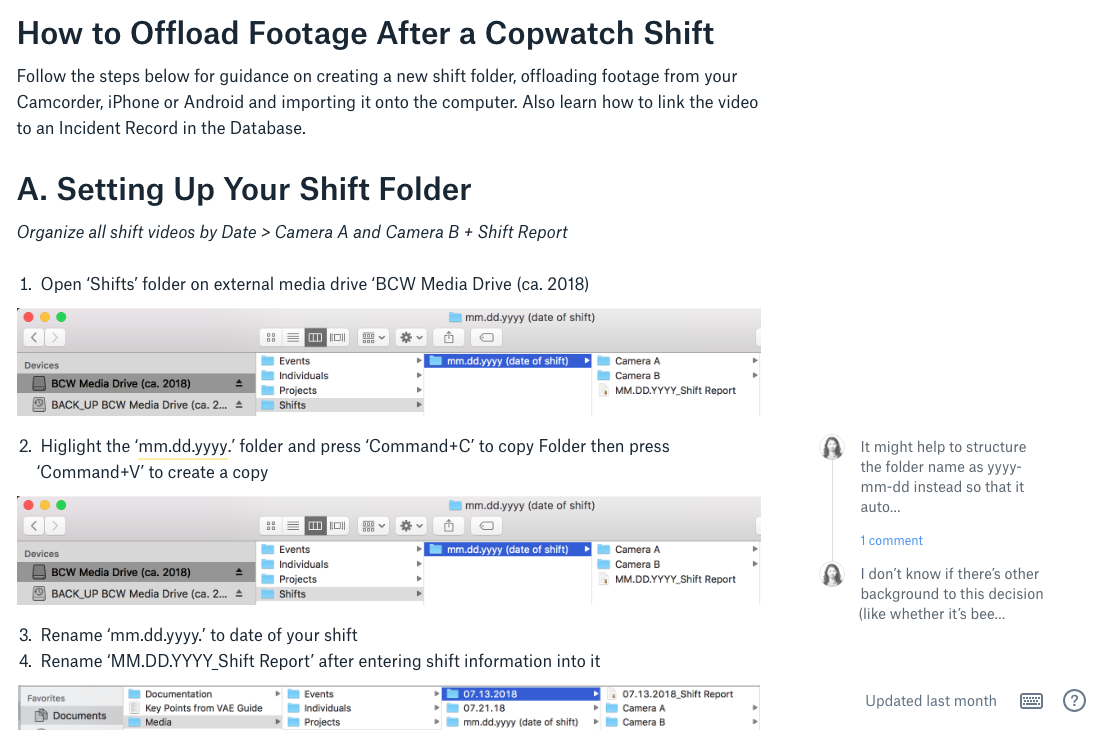 How to Offload Footage After a Copwatch Shift
Follow the steps below for guidance on creating a new shift folder, offloading footage from your
Camcorder, iPhone or Android and importing it onto the computer. Also learn how to link the video
to an Incident Record in the Database.
A. Setting Up Your Shift Folder
Organize all shift videos by Date > Camera A and Camera B + Shift Report
1. Open ‘Shifts’ folder on external media drive ‘BCW Media Drive (ca. 2018)
mm.dd.yyyy (date of shift)
Devices
BCW Media Drive (ca. 2018)
BACK_UP BCW Media Drive (ca. 2...
Events
Individuals
Projects
Shifts
mm.dd.yyyy (date of shift)
Camera A
Camera B
MM.DD.YYYY_Shift Report
2. Higlight the ‘mm.dd.yyyy.’ folder and press ‘Command+C’ to copy Folder then press
‘Command+V’ to create a copy
mm.dd.yyyy (date of shift)
Devices
BCW Media Drive (ca. 2018)
BACK_UP BCW Media Drive (ca. 2...
Events
Individuals
Projects
Shifts
mm.dd.yyyy (date of shift)
Camera A
Camera B
MM.DD.YYYY_Shift Report
3. Rename ‘mm.dd.yyyy.’ to date of your shift
4. Rename ‘MM.DD.YYYY_Shift Report’ after entering shift information into it
Favorites
Documents
Documentation
Key Points from VAE Guide
Media
Events
Individuals
Projects
07.13.2018
07.21.18
mm.dd.yyyy (date of shift)
07.13.2018_Shift Report
Camera A
Camera B
It might help to structure
the folder name as yyyy-
mm-dd instead so that it
auto...
1 comment
I don’t know if there’s other
background to this decision
(like whether it’s bee...
Updated last month
?